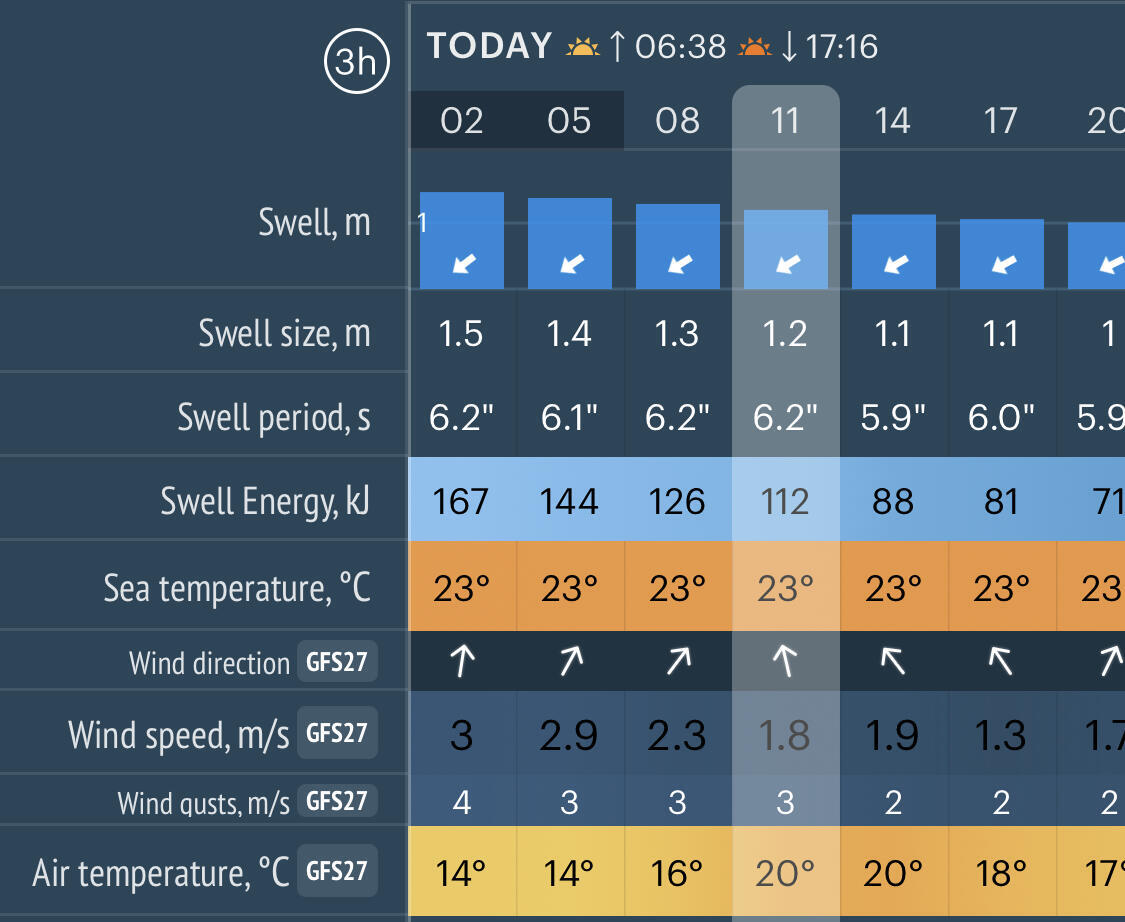 3h
TODAY ↑ 06:38 ↓ 17:16
02 05 08 11 14 17 20
Swell, m 1
Swell size, m 1.5 1.4 1.3 1.2 1.1 1.1 1
Swell period, s 6.2" 6.1" 6.2" 6.2" 5.9" 6.0" 5.9
Swell Energy, kJ 167 144 126 112 88 81 71
Sea temperature, °C 23° 23° 23° 23° 23° 23° 23
Wind direction GFS27 ↑ ↗ ↗ ↑ ↖ ↖ ↗
Wind speed, m/s GFS27 3 2.9 2.3 1.8 1.9 1.3 1.7
Wind gusts, m/s GFS27 4 3 3 3 2 2 2
Air temperature, °C GFS27 14° 14° 16° 20° 20° 18° 17°